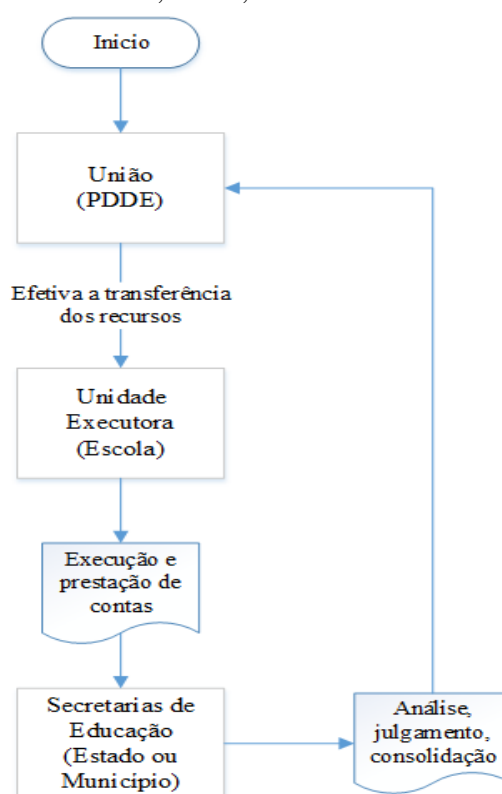 Inicio
União
(PDDE)
Efetiva a transferência
dos recursos
Unidade
Executora
(Escola)
Execução e
prestação de
contas
Secretarias de
Educação
(Estado ou
Município)
Análise,
julgamento,
consolidação